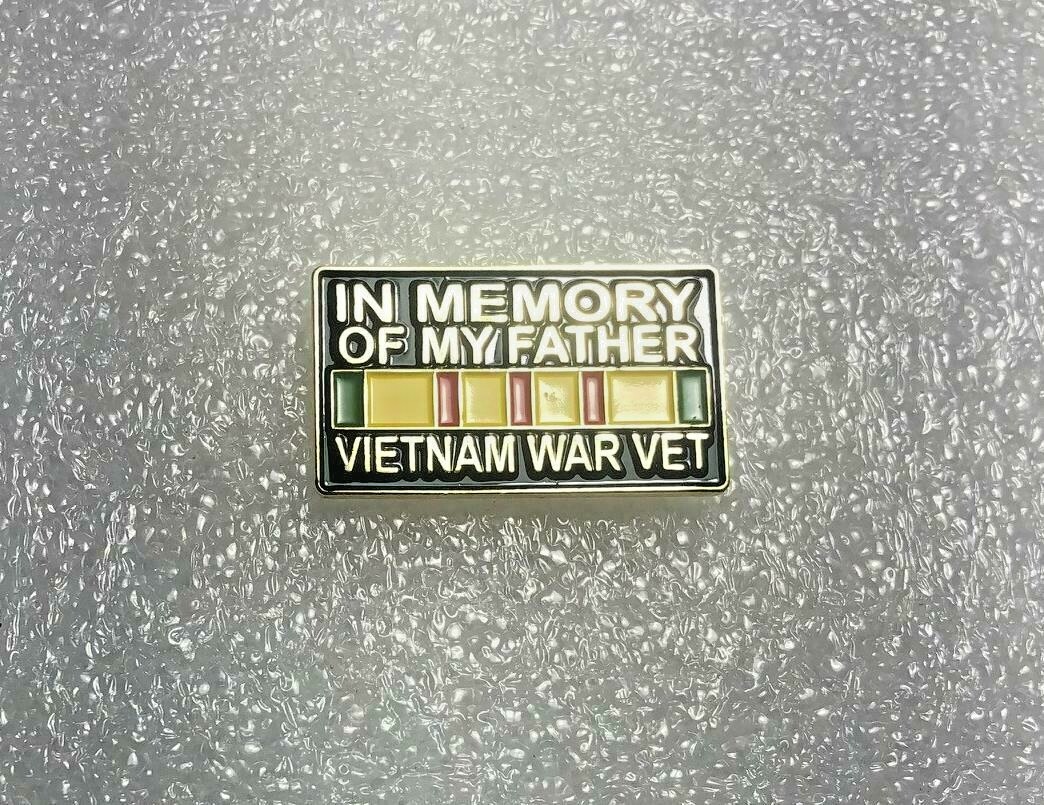 IN MEMORY
OF MY FATHER
VIETNAM WAR VET